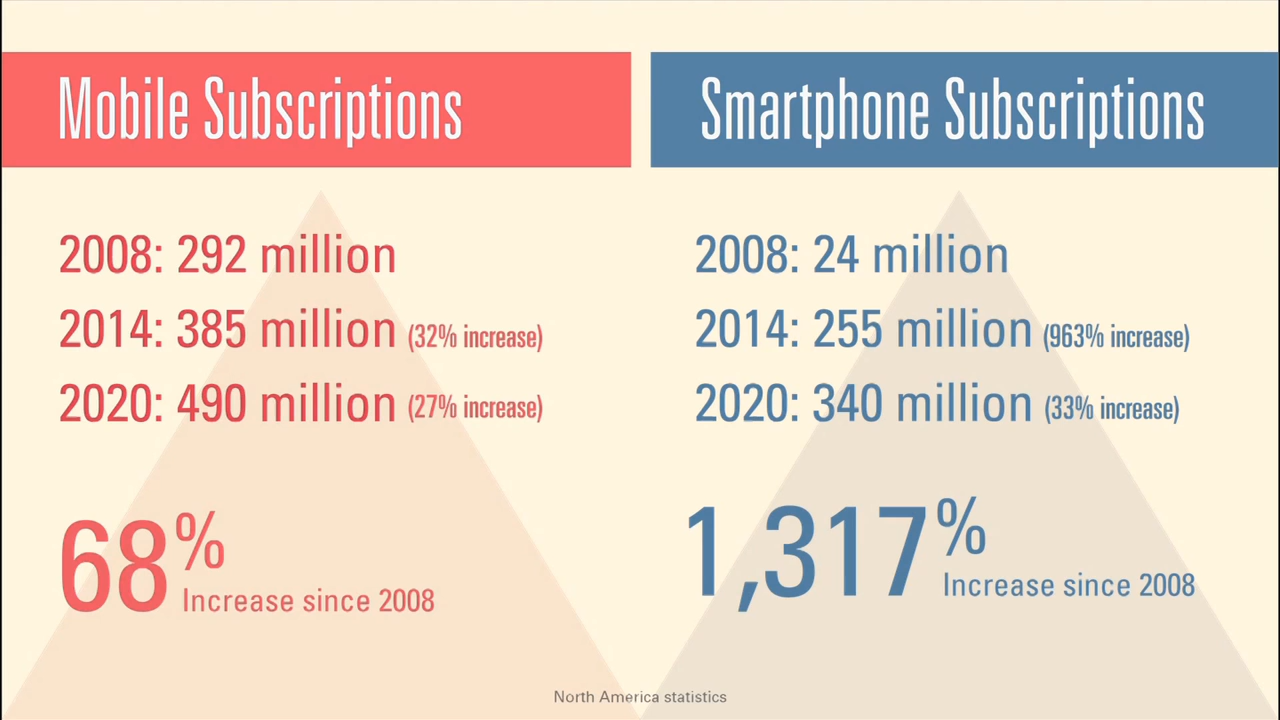 Mobile Subscriptions
2008: 292 million
2014: 385 million (32% increase)
2020: 490 million (27% increase)
68%
Increase since 2008
Smartphone Subscriptions
2008: 24 million
2014: 255 million (963% increase)
2020: 340 million (33% increase)
1,317%
Increase since 2008
North America statistics